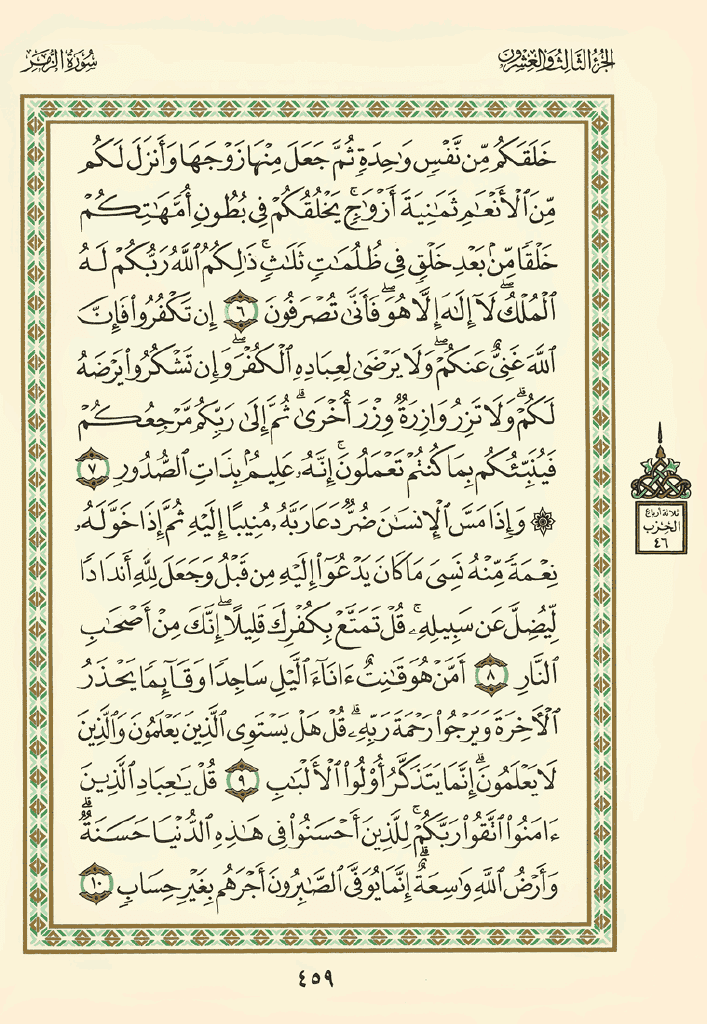 الجزء الثالث والعشرون
سورة الزمر
خَلَقَكُم مِّن نَّفْسٍ وَٰحِدَةٍ ثُمَّ جَعَلَ مِنْهَا زَوْجَهَا وَأَنزَلَ لَكُم
مِّنَ ٱلْأَنْعَٰمِ ثَمَٰنِيَةَ أَزْوَٰجٍ ۚ يَخْلُقُكُمْ فِى بُطُونِ أُمَّهَٰتِكُمْ
خَلْقًا مِّنۢ بَعْدِ خَلْقٍ فِى ظُلُمَٰتٍ ثَلَٰثٍ ۚ ذَٰلِكُمُ ٱللَّهُ رَبُّكُمْ لَهُ
ٱلْمُلْكُ ۖ لَآ إِلَٰهَ إِلَّا هُوَ ۖ فَأَنَّىٰ تُصْرَفُونَ ٦ إِن تَكْفُرُوا۟ فَإِنَّ
ٱللَّهَ غَنِىٌّ عَنكُمْ ۖ وَلَا يَرْضَىٰ لِعِبَادِهِ ٱلْكُفْرَ ۖ وَإِن تَشْكُرُوا۟ يَرْضَهُ
لَكُمْ ۗ وَلَا تَزِرُ وَازِرَةٌ وِزْرَ أُخْرَىٰ ۗ ثُمَّ إِلَىٰ رَبِّكُم مَّرْجِعُكُمْ
فَيُنَبِّئُكُم بِمَا كُنتُمْ تَعْمَلُونَ ۚ إِنَّهُۥ عَلِيمٌۢ بِذَاتِ ٱلصُّدُورِ ٧
۞ وَإِذَا مَسَّ ٱلْإِنسَٰنَ ضُرٌّ دَعَا رَبَّهُۥ مُنِيبًا إِلَيْهِ ثُمَّ إِذَا خَوَّلَهُۥ
نِعْمَةً مِّنْهُ نَسِىَ مَا كَانَ يَدْعُوٓا۟ إِلَيْهِ مِن قَبْلُ وَجَعَلَ لِلَّهِ أَندَادًا
لِّيُضِلَّ عَن سَبِيلِهِۦ ۚ قُلْ تَمَتَّعْ بِكُفْرِكَ قَلِيلًا ۖ إِنَّكَ مِنْ أَصْحَٰبِ
ٱلنَّارِ ٨ أَمَّنْ هُوَ قَٰنِتٌ ءَانَآءَ ٱلَّيْلِ سَاجِدًا وَقَآئِمًا يَحْذَرُ
ٱلْءَاخِرَةَ وَيَرْجُوا۟ رَحْمَةَ رَبِّهِۦ ۗ قُلْ هَلْ يَسْتَوِى ٱلَّذِينَ يَعْلَمُونَ وَٱلَّذِينَ
لَا يَعْلَمُونَ ۗ إِنَّمَا يَتَذَكَّرُ أُو۟لُوا۟ ٱلْأَلْبَٰبِ ٩ قُلْ يَٰعِبَادِ ٱلَّذِينَ
ءَامَنُوا۟ ٱتَّقُوا۟ رَبَّكُمْ ۚ لِلَّذِينَ أَحْسَنُوا۟ فِى هَٰذِهِ ٱلدُّنْيَا حَسَنَةٌ ۗ
وَأَرْضُ ٱللَّهِ وَٰسِعَةٌ ۗ إِنَّمَا يُوَفَّى ٱلصَّٰبِرُونَ أَجْرَهُم بِغَيْرِ حِسَابٍ ١٠
ثلاثة أرباع
الحزب
٤٦
٤٥٩